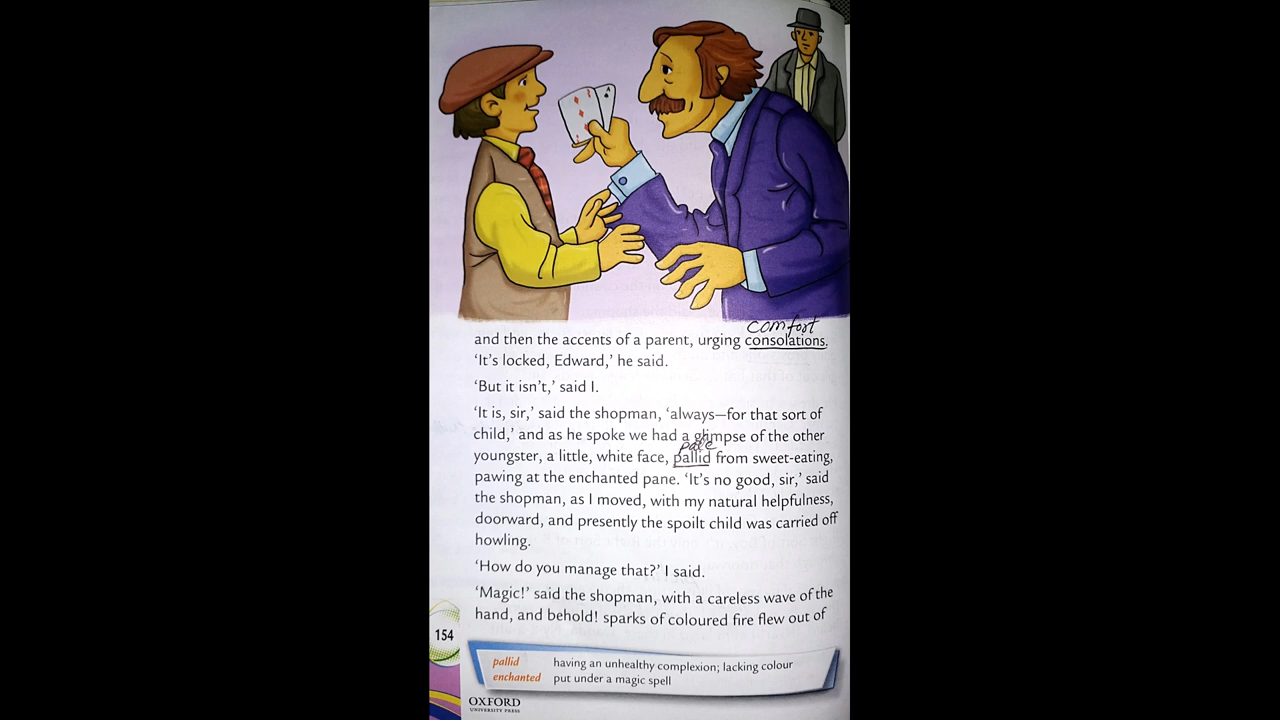 comfort
and then the accents of a parent, urging consolations.
‘It’s locked, Edward,’ he said.
‘But it isn’t,’ said I.
‘It is, sir,’ said the shopman, ‘always—for that sort of
child,’ and as he spoke we had a glimpse of the other
pale
youngster, a little, white face, pallid from sweet-eating,
pawing at the enchanted pane. ‘It’s no good, sir,’ said
the shopman, as I moved, with my natural helpfulness,
doorward, and presently the spoilt child was carried off
howling.
‘How do you manage that?’ I said.
‘Magic!’ said the shopman, with a careless wave of the
hand, and behold! sparks of coloured fire flew out of
154
pallid having an unhealthy complexion; lacking colour
enchanted put under a magic spell
OXFORD
UNIVERSITY PRESS